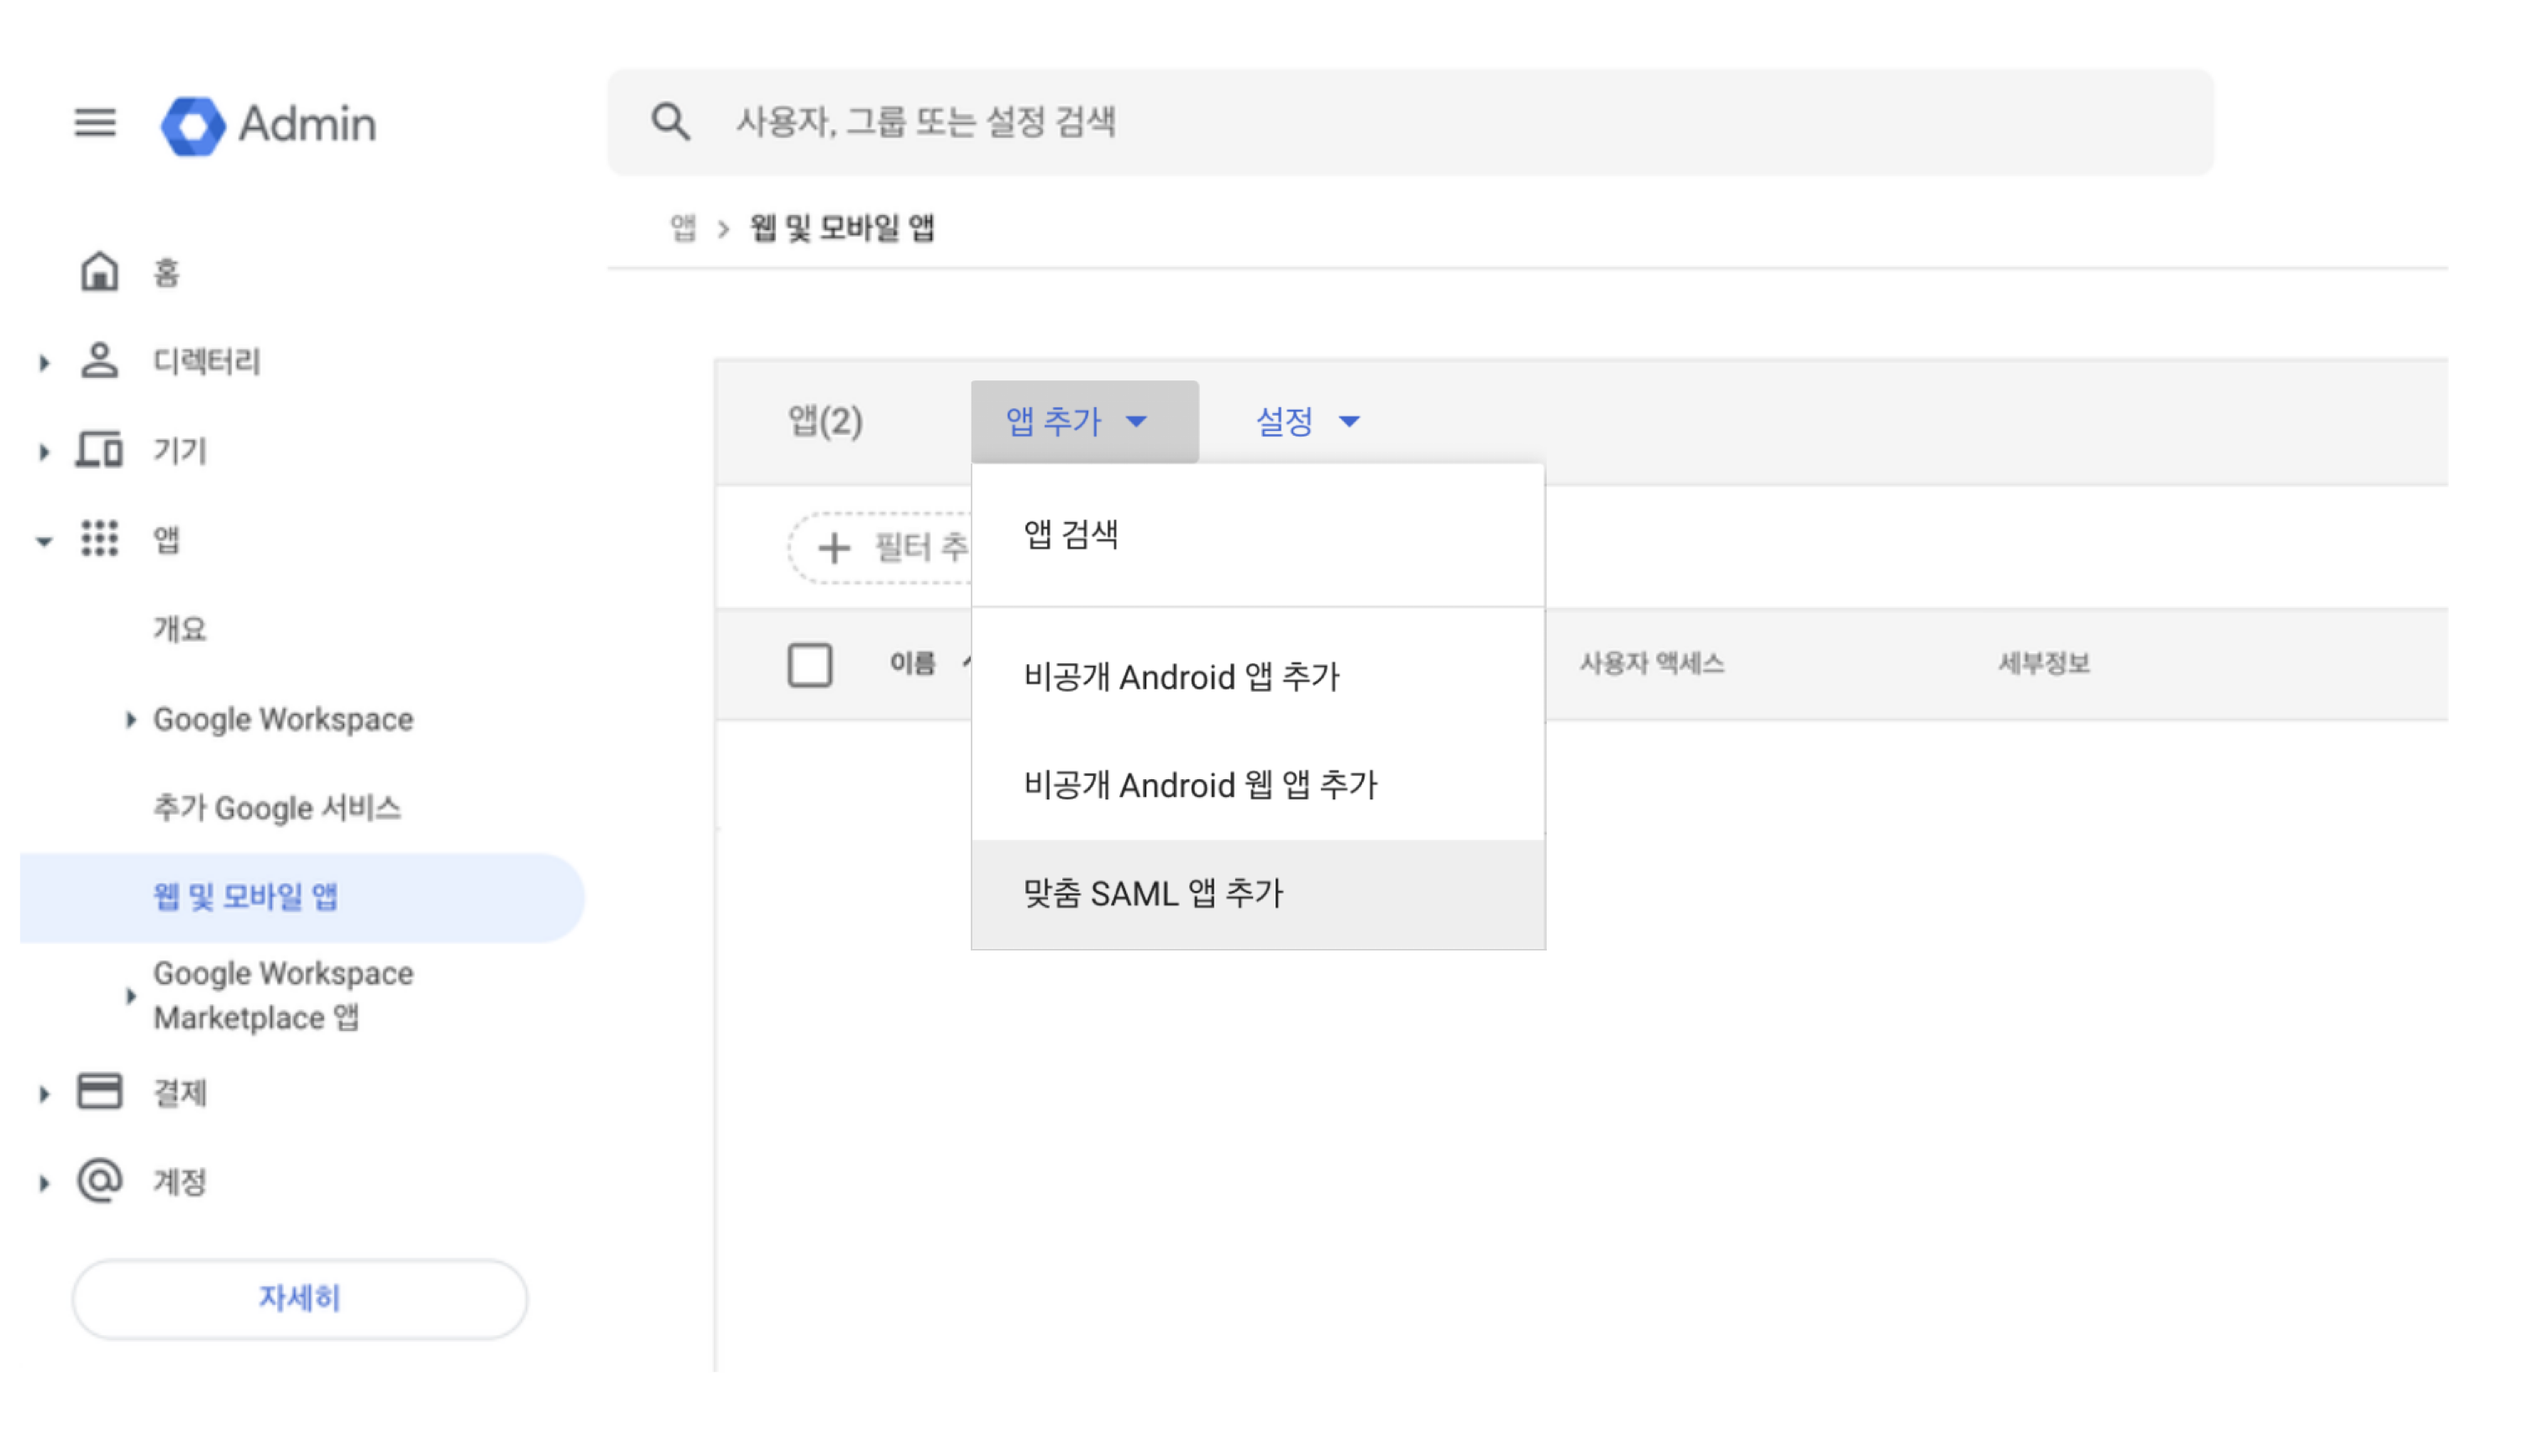 Admin
사용자, 그룹 또는 설정 검색
앱 > 웹 및 모바일 앱
홈
디렉터리
기기
앱
개요
Google Workspace
추가 Google 서비스
웹 및 모바일 앱
Google Workspace
Marketplace 앱
결제
계정
자세히
앱(2)
앱 추가
설정
+ 필터 추
앱 검색
이름
사용자 액세스
세부정보
비공개 Android 앱 추가
비공개 Android 웹 앱 추가
맞춤 SAML 앱 추가